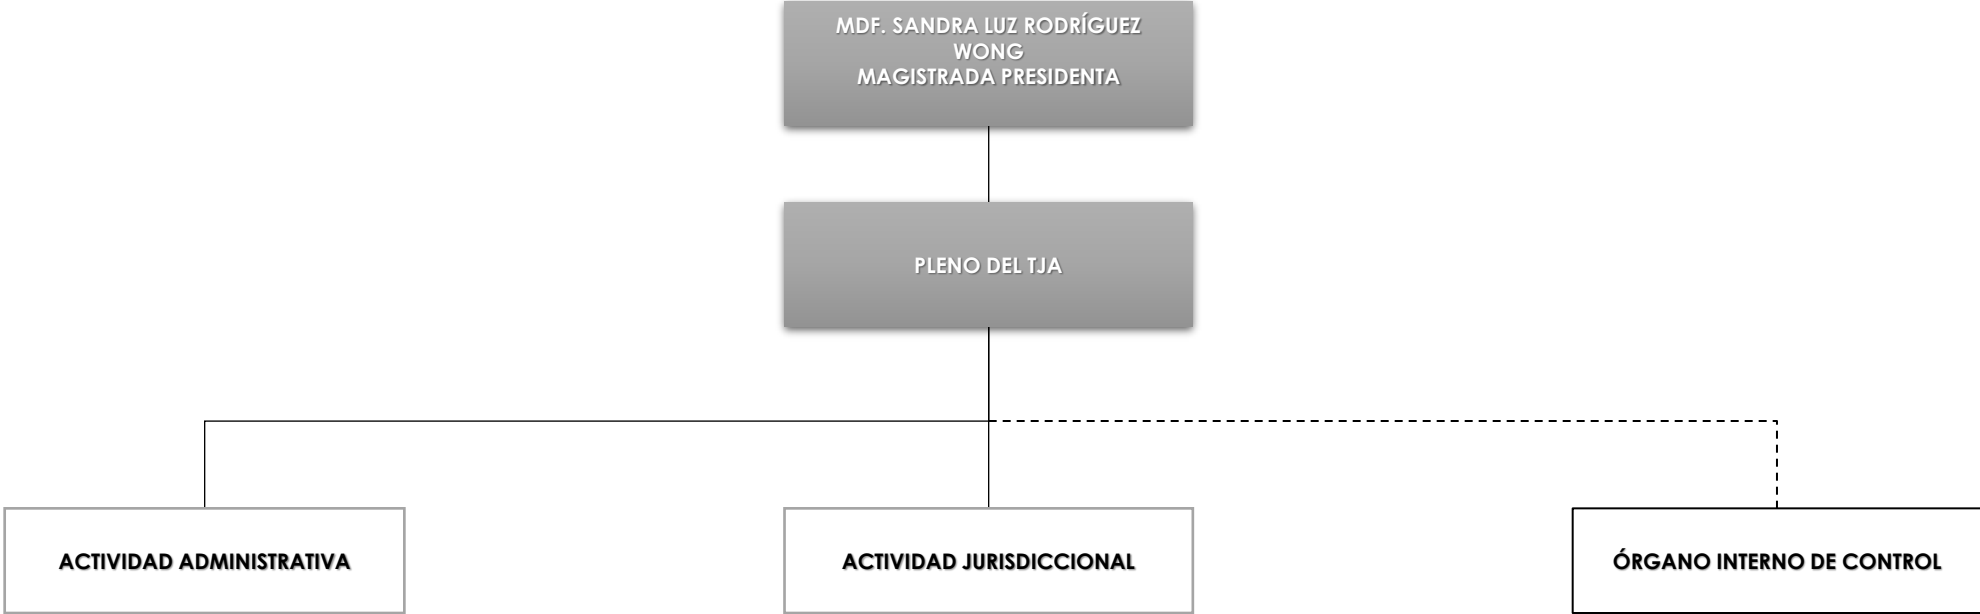 MDF. SANDRA LUZ RODRÍGUEZ
WONG
MAGISTRADA PRESIDENTA
PLENO DEL TJA
ACTIVIDAD ADMINISTRATIVA
ACTIVIDAD JURISDICCIONAL
ÓRGANO INTERNO DE CONTROL